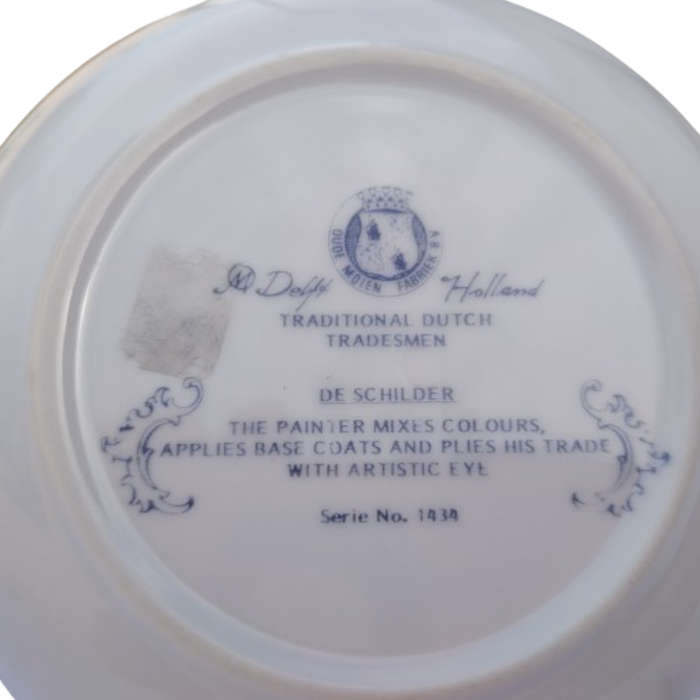 OUDE MOLEN FABRIEK B.V.
Delft Holland
TRADITIONAL DUTCH
TRADESMEN
DE SCHILDER
THE PAINTER MIXES COLOURS,
APPLIES BASE COATS AND PLIES HIS TRADE
WITH ARTISTIC EYE
Serie No. 1434